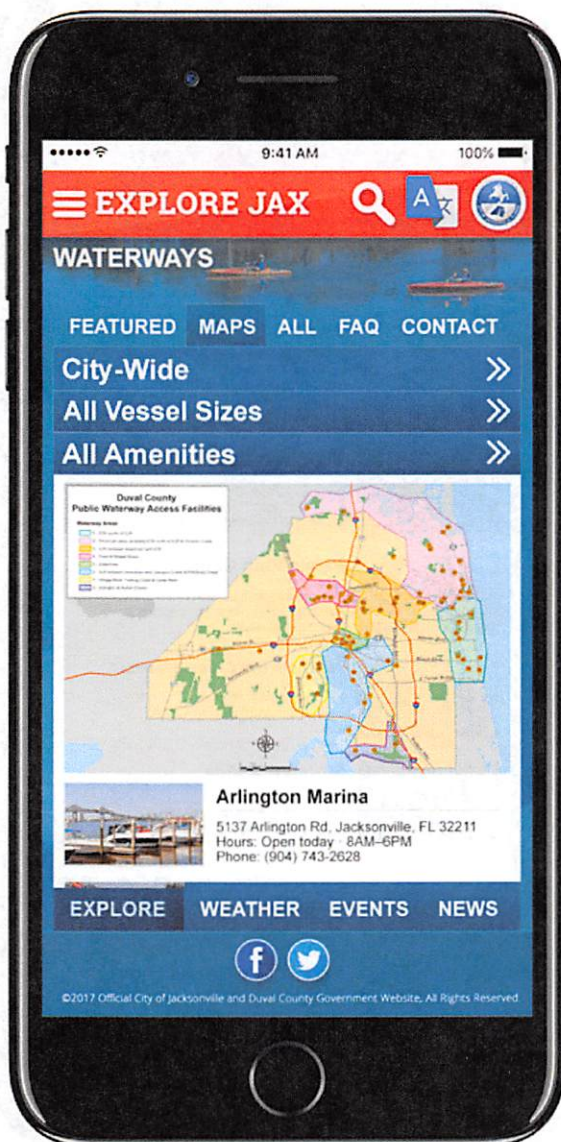 9:41 AM
100%
EXPLORE JAX
A 文
WATERWAYS
FEATURED MAPS ALL FAQ CONTACT
City-Wide
All Vessel Sizes
All Amenities
Duval County
Public Waterway Access Facilities
Waterway Areas
Arlington Marina
5137 Arlington Rd, Jacksonville, FL 32211
Hours: Open today · 8AM–6PM
Phone: (904) 743-2628
EXPLORE WEATHER EVENTS NEWS
©2017 Official City of Jacksonville and Duval County Government Website, All Rights Reserved